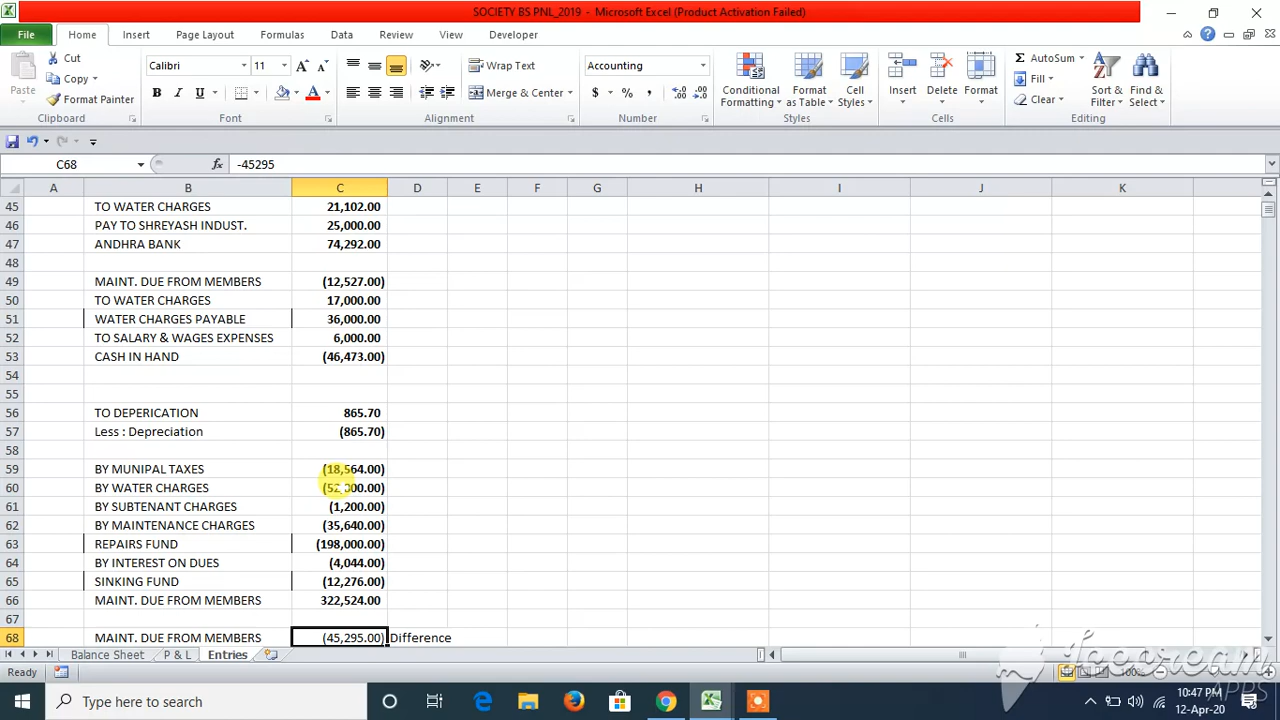 SOCIETY BS PNL_2019 - Microsoft Excel (Product Activation Failed)
File Home Insert Page Layout Formulas Data Review View Developer
Paste
Cut
Copy
Format Painter
Clipboard
Calibri 11
B I U
Font
Wrap Text
Merge & Center
Alignment
Accounting
$ % ,
Number
Conditional Formatting
Format as Table
Cell Styles
Styles
Insert Delete Format
Cells
Σ AutoSum
Fill
Clear
Sort & Filter
Find & Select
Editing
C68 fx -45295
A B C D E F G H I J K
45 TO WATER CHARGES 21,102.00
46 PAY TO SHREYASH INDUST. 25,000.00
47 ANDHRA BANK 74,292.00
48
49 MAINT. DUE FROM MEMBERS (12,527.00)
50 TO WATER CHARGES 17,000.00
51 WATER CHARGES PAYABLE 36,000.00
52 TO SALARY & WAGES EXPENSES 6,000.00
53 CASH IN HAND (46,473.00)
54
55
56 TO DEPERICATION 865.70
57 Less : Depreciation (865.70)
58
59 BY MUNIPAL TAXES (18,564.00)
60 BY WATER CHARGES
61 BY SUBTENANT CHARGES (1,200.00)
62 BY MAINTENANCE CHARGES (35,640.00)
63 REPAIRS FUND (198,000.00)
64 BY INTEREST ON DUES (4,044.00)
65 SINKING FUND (12,276.00)
66 MAINT. DUE FROM MEMBERS 322,524.00
67
68 MAINT. DUE FROM MEMBERS (45,295.00) Difference
Balance Sheet P & L Entries
Ready 100%
Icecream
APPS
Type here to search
10:47 PM
12-Apr-20